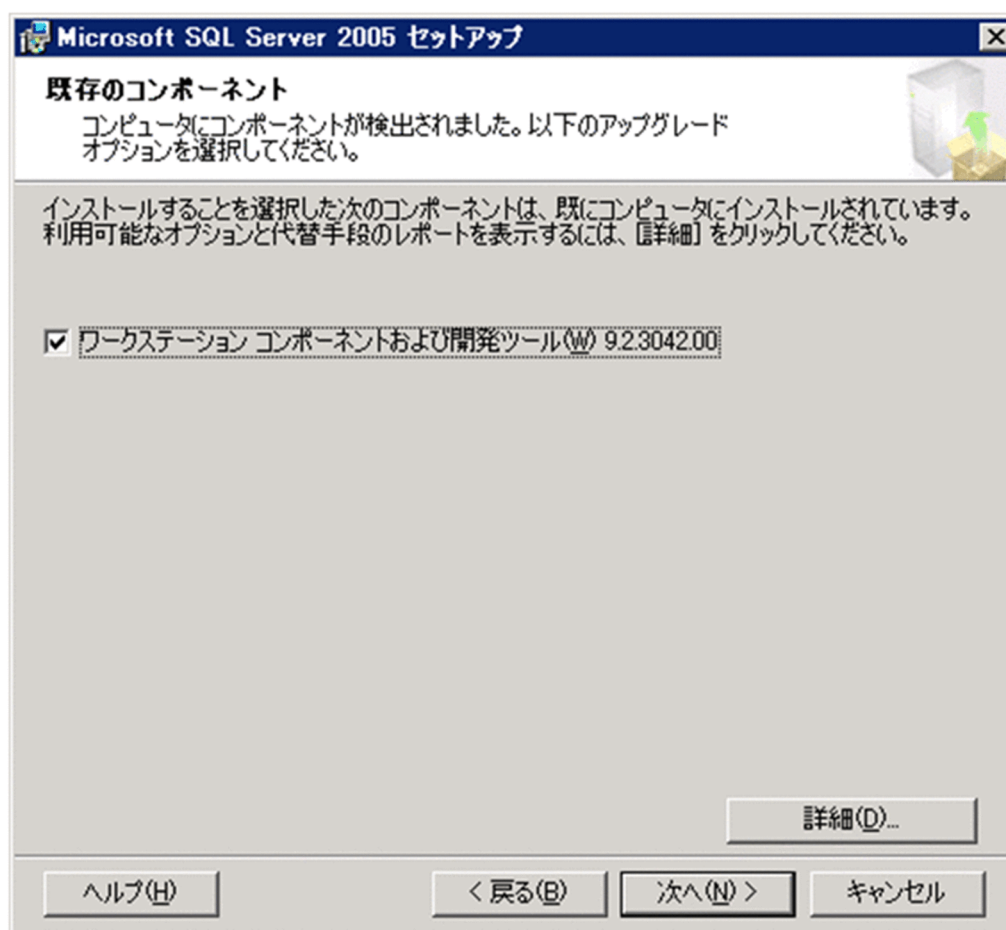 Microsoft SQL Server 2005 セットアップ
既存のコンポーネント
コンピュータにコンポーネントが検出されました。以下のアップグレード
オプションを選択してください。
インストールすることを選択した次のコンポーネントは、既にコンピュータにインストールされています。
利用可能なオプションと代替手段のレポートを表示するには、[詳細] をクリックしてください。
ワークステーション コンポーネントおよび開発ツール(W) 9.2.3042.00
詳細(D)...
ヘルプ(H)
< 戻る(B)
次へ(N) >
キャンセル